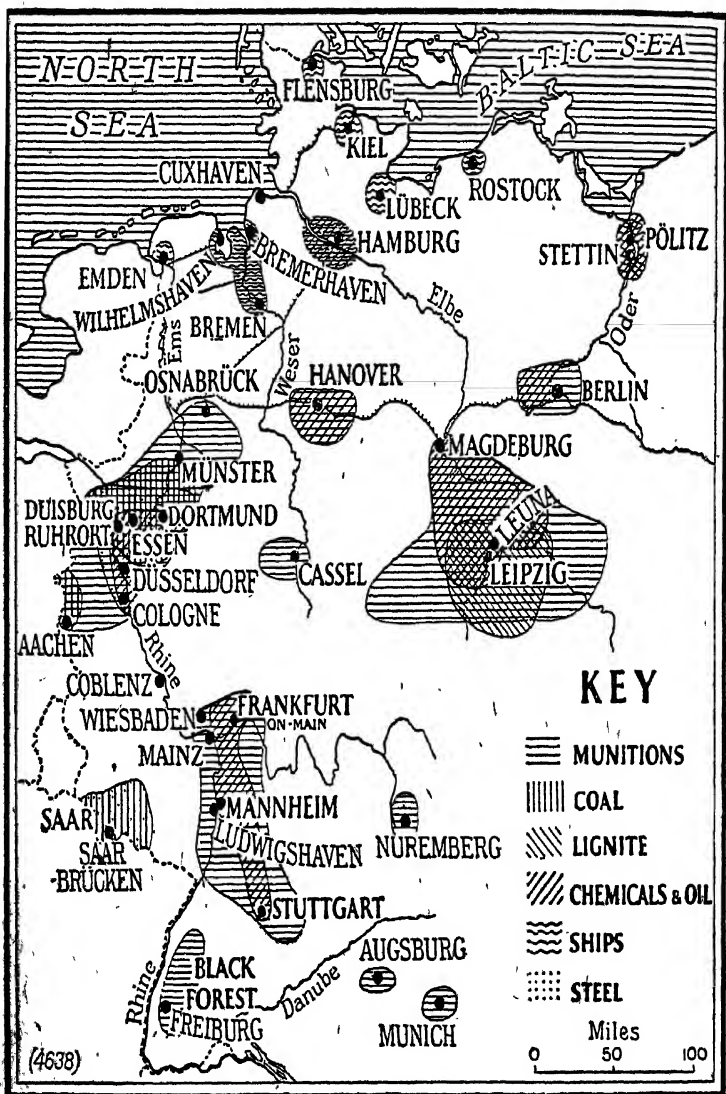 NORTH
SEA
BALTIC SEA
FLENSBURG
KIEL
CUXHAVEN
LÜBECK
ROSTOCK
HAMBURG
PÖLITZ
STETTIN
EMDEN
WILHELMSHAVEN
BREMERHAVEN
BREMEN
Elbe
Oder
Ems
Weser
OSNABRÜCK
HANOVER
BERLIN
MAGDEBURG
MÜNSTER
DUISBURG
RUHRORT
DORTMUND
ESSEN
LEUNA
LEIPZIG
CASSEL
DÜSSELDORF
COLOGNE
AACHEN
Rhine
COBLENZ
WIESBADEN
FRANKFURT
ON-MAIN
MAINZ
MANNHEIM
LUDWIGSHAVEN
SAAR
SAAR
BRÜCKEN
NUREMBERG
STUTTGART
BLACK
FOREST
FREIBURG
Rhine
Danube
AUGSBURG
MUNICH
KEY
MUNITIONS
COAL
LIGNITE
CHEMICALS & OIL
SHIPS
STEEL
Miles
0 50 100
(4638)